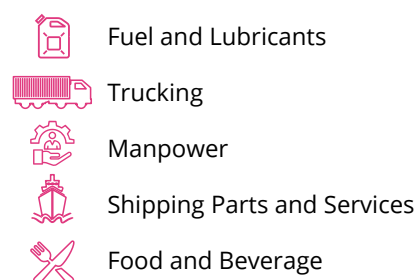 Fuel and Lubricants
Trucking
Manpower
Shipping Parts and Services
Food and Beverage